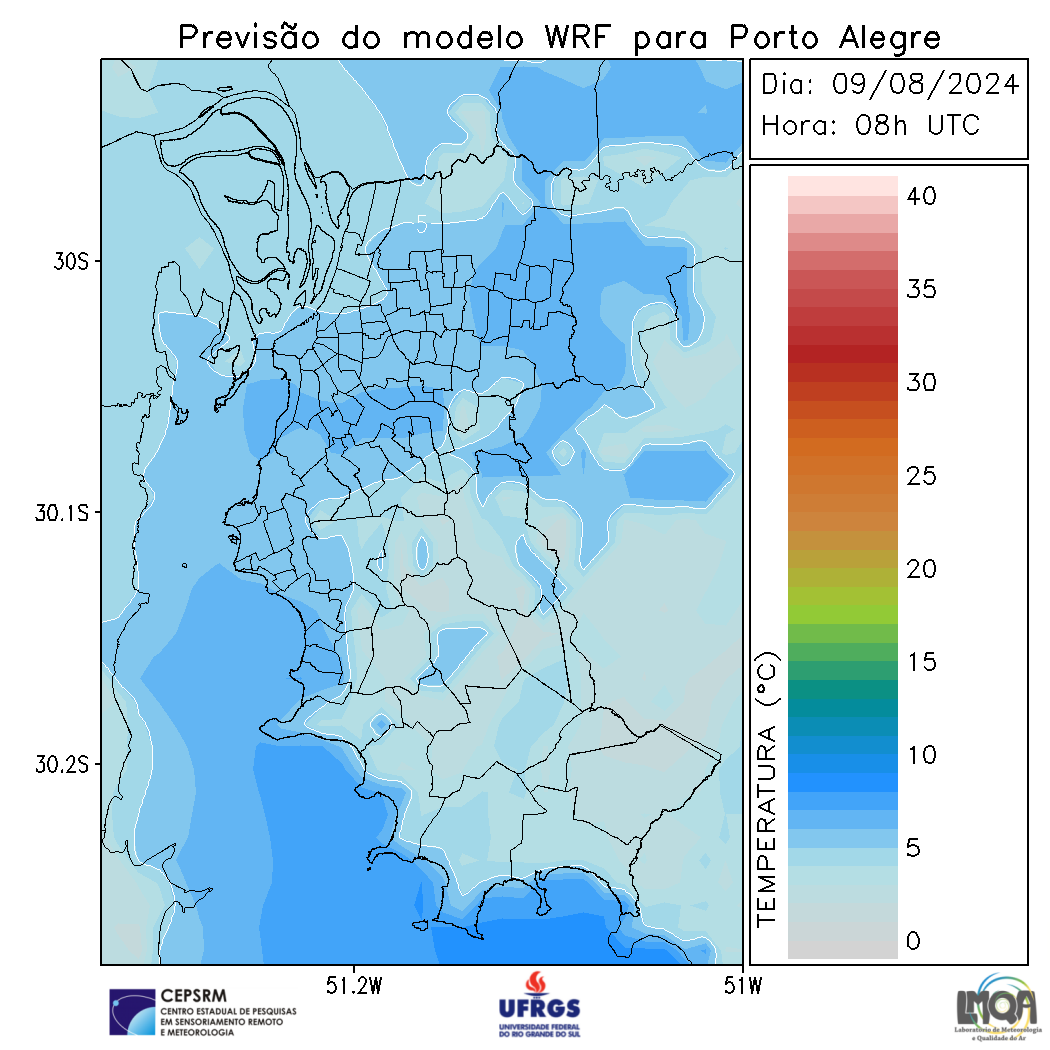 Previsão do modelo WRF para Porto Alegre
Dia: 09/08/2024
Hora: 08h UTC
40
35
30
25
20
15
10
5
0
TEMPERATURA (°C)
5
30S
30.1S
30.2S
51.2W
51W
CEPSRM
CENTRO ESTADUAL DE PESQUISAS
EM SENSORIAMENTO REMOTO
E METEOROLOGIA
UFRGS
UNIVERSIDADE FEDERAL
DO RIO GRANDE DO SUL
LMQA
Laboratório de Meteorologia
e Qualidade do Ar